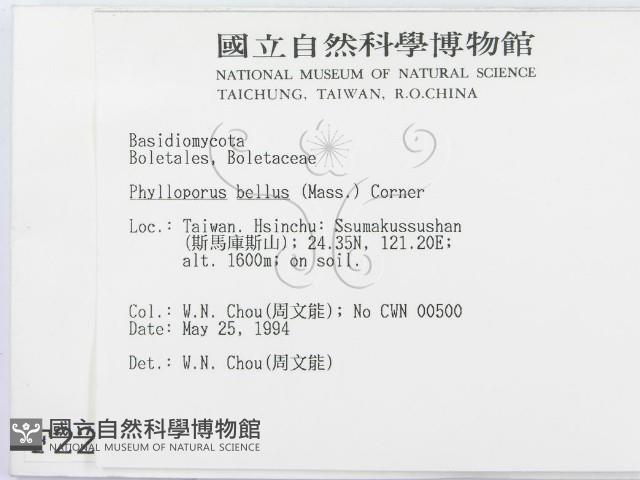 國立自然科學博物館
NATIONAL MUSEUM OF NATURAL SCIENCE
TAICHUNG, TAIWAN, R.O.CHINA
Basidiomycota
Boletales, Boletaceae
Phylloporus bellus (Mass.) Corner
Loc.: Taiwan. Hsinchu: Ssumakussushan
(斯馬庫斯山); 24.35N, 121.20E;
alt. 1600m; on soil.
Col.: W.N. Chou(周文能); No CWN 00500
Date: May 25, 1994
Det.: W.N. Chou(周文能)
國立自然科學博物館
NATIONAL MUSEUM OF NATURAL SCIENCE
F22